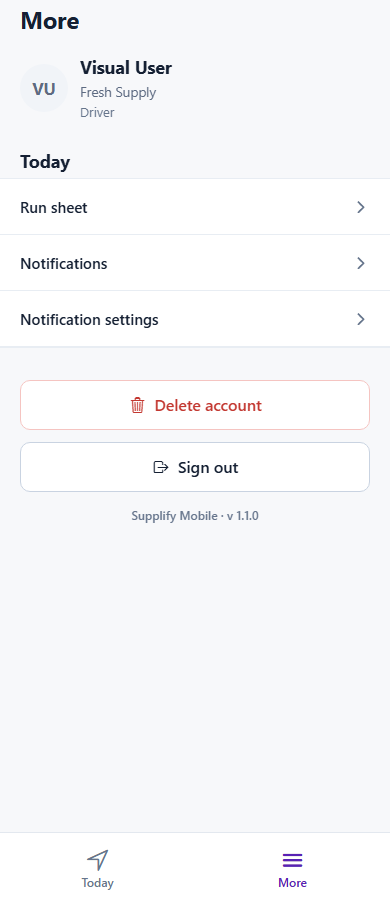 More
VU
Visual User
Fresh Supply
Driver
Today
Run sheet
Notifications
Notification settings
Delete account
Sign out
Supplify Mobile · v 1.1.0
Today
More